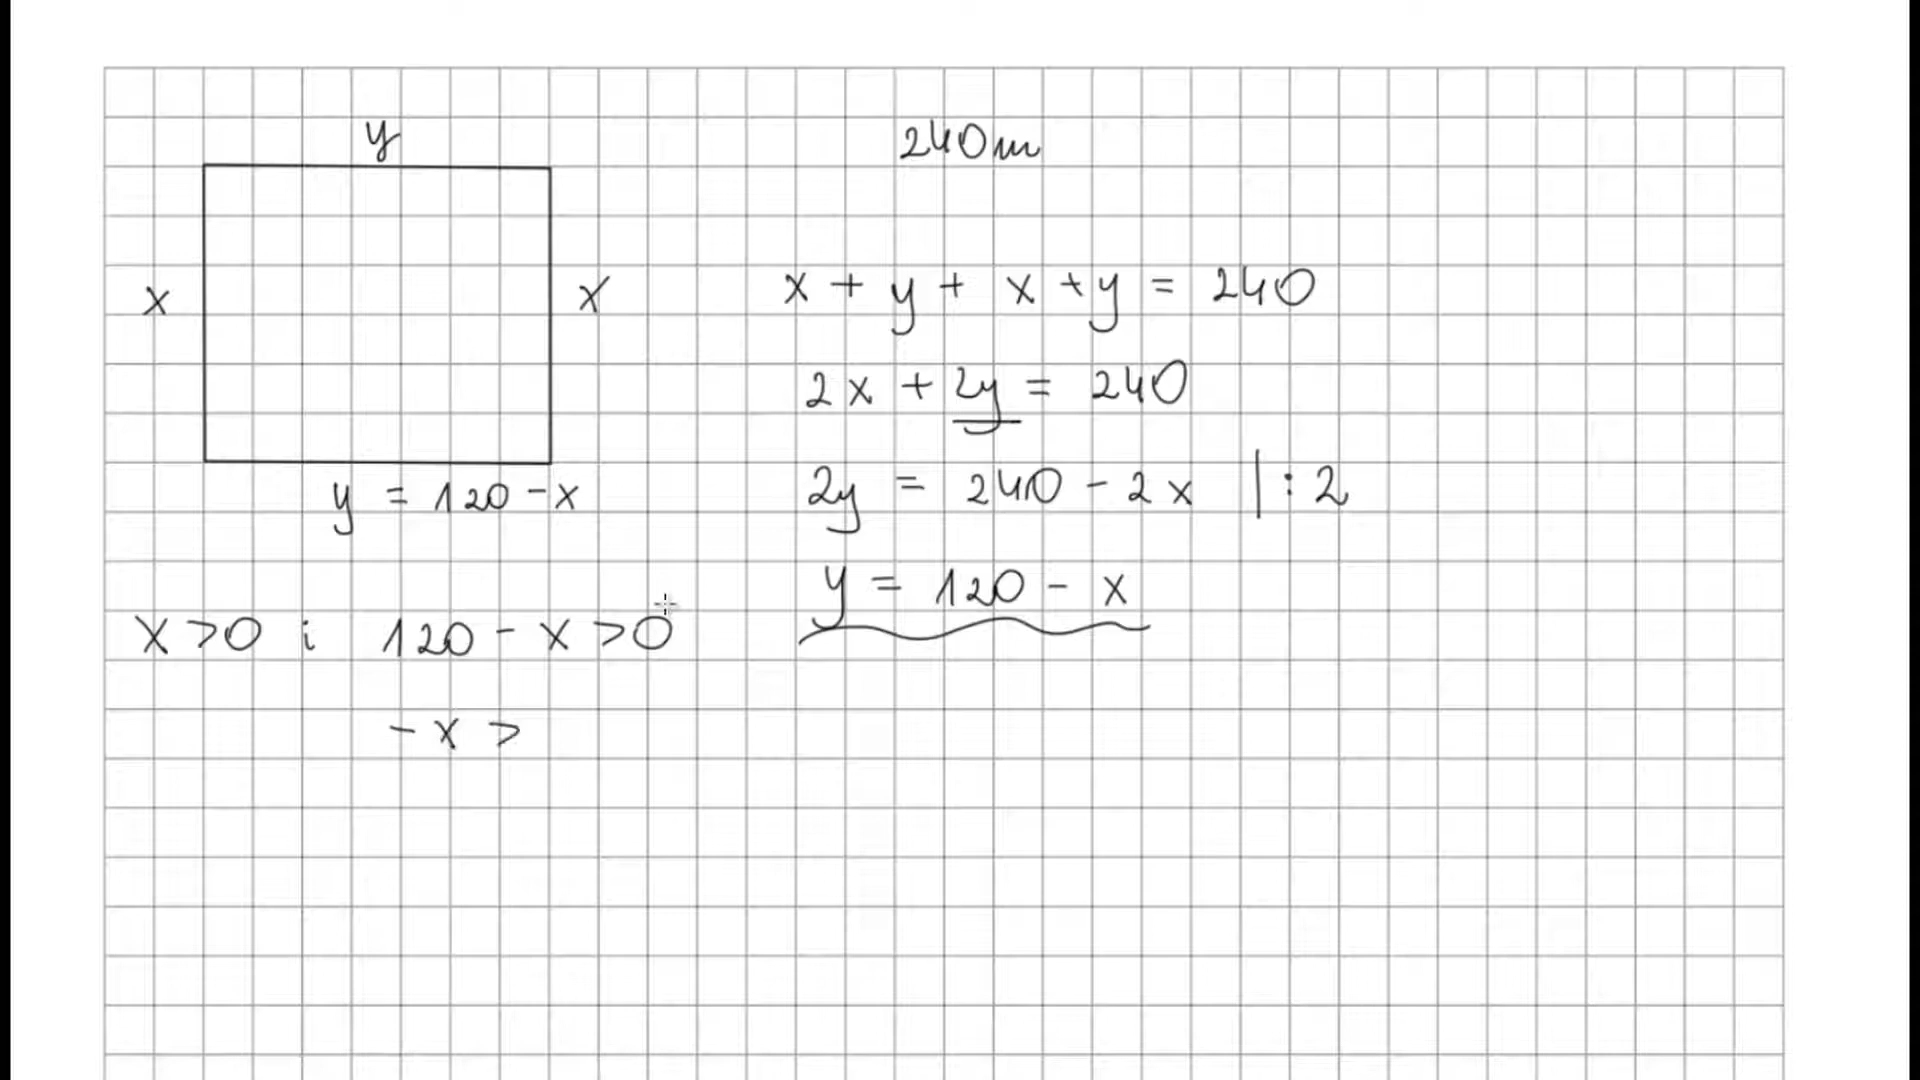 y
240m
x
x
x + y + x + y = 240
2x + 2y = 240
y = 120 - x
2y = 240 - 2x | : 2
y = 120 - x
x > 0 i 120 - x > 0
- x >